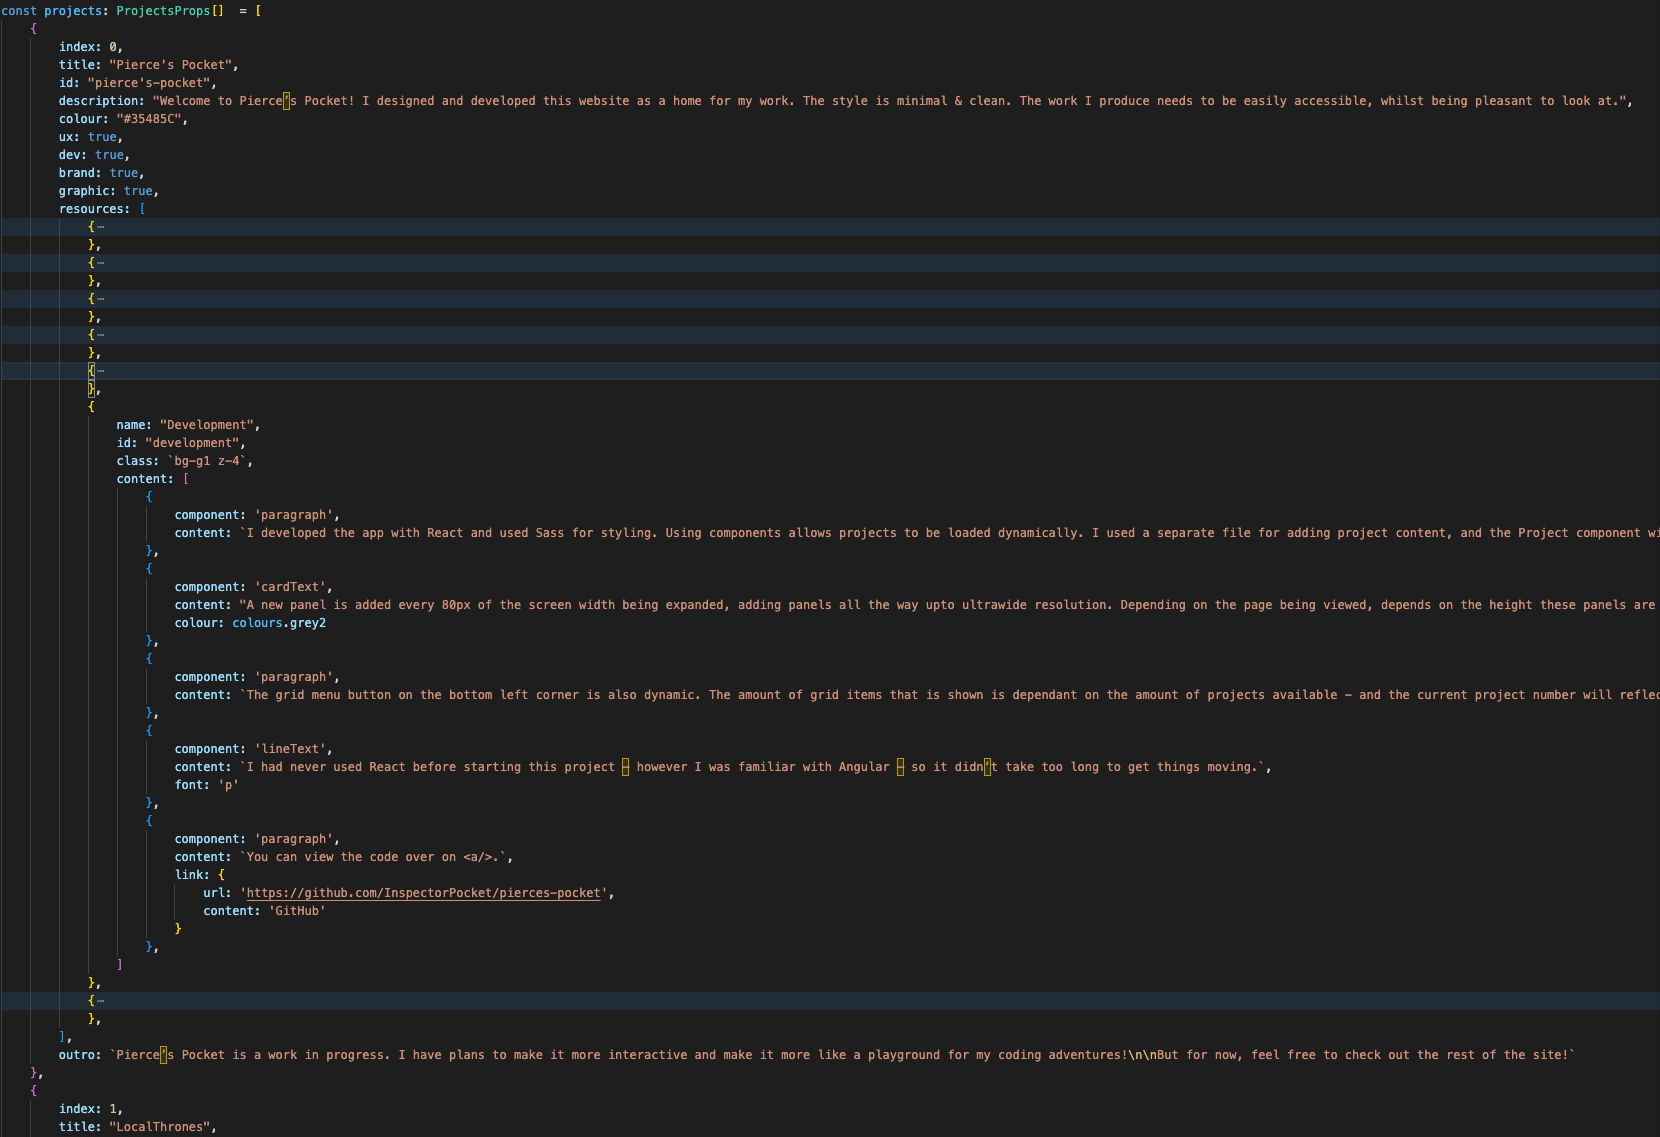 const projects: ProjectsProps[]  = [
    {
        index: 0,
        title: "Pierce's Pocket",
        id: "pierce's-pocket",
        description: "Welcome to Pierce’s Pocket! I designed and developed this website as a home for my work. The style is minimal & clean. The work I produce needs to be easily accessible, whilst being pleasant to look at.",
        colour: "#35485C",
        ux: true,
        dev: true,
        brand: true,
        graphic: true,
        resources: [
            {⋯
            },
            {⋯
            },
            {⋯
            },
            {⋯
            },
            {⋯
            },
            {
                name: "Development",
                id: "development",
                class: `bg-g1 z-4`,
                content: [
                    {
                        component: 'paragraph',
                        content: `I developed the app with React and used Sass for styling. Using components allows projects to be loaded dynamically. I used a separate file for adding project content, and the Project component wi
                    },
                    {
                        component: 'cardText',
                        content: "A new panel is added every 80px of the screen width being expanded, adding panels all the way upto ultrawide resolution. Depending on the page being viewed, depends on the height these panels are
                        colour: colours.grey2
                    },
                    {
                        component: 'paragraph',
                        content: `The grid menu button on the bottom left corner is also dynamic. The amount of grid items that is shown is dependant on the amount of projects available - and the current project number will reflec
                    },
                    {
                        component: 'lineText',
                        content: `I had never used React before starting this project – however I was familiar with Angular – so it didn’t take too long to get things moving.`,
                        font: 'p'
                    },
                    {
                        component: 'paragraph',
                        content: `You can view the code over on <a/>.`,
                        link: {
                            url: 'https://github.com/InspectorPocket/pierces-pocket',
                            content: 'GitHub'
                        }
                    },
                ]
            },
            {⋯
            },
        ],
        outro: `Pierce’s Pocket is a work in progress. I have plans to make it more interactive and make it more like a playground for my coding adventures!\n\nBut for now, feel free to check out the rest of the site!`
    },
    {
        index: 1,
        title: "LocalThrones",